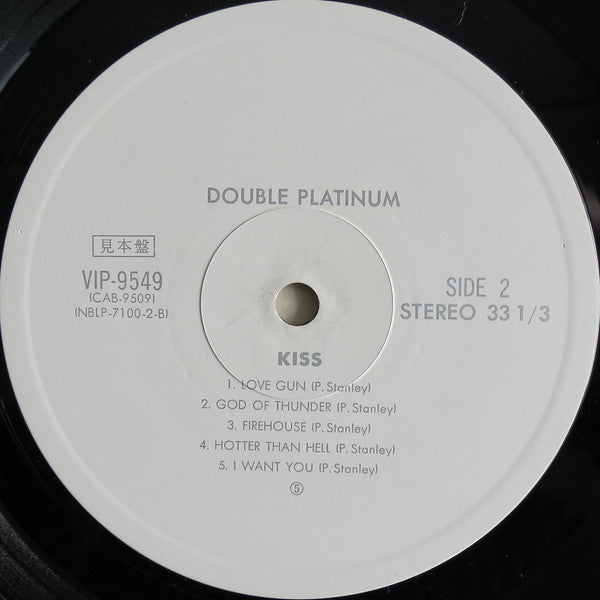 DOUBLE PLATINUM
見本盤
VIP-9549
(CAB-9509)
(NBLP-7100-2-B)
SIDE 2
STEREO 33 1/3
KISS
1. LOVE GUN (P. Stanley)
2. GOD OF THUNDER (P. Stanley)
3. FIREHOUSE (P. Stanley)
4. HOTTER THAN HELL (P. Stanley)
5. I WANT YOU (P. Stanley)
⑤